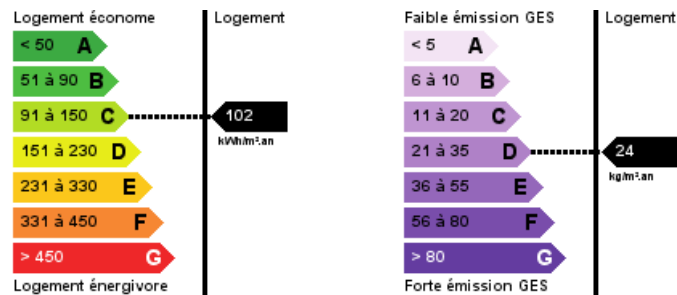 Logement économe
Logement
< 50 A
51 à 90 B
91 à 150 C
102
kWh/m².an
151 à 230 D
231 à 330 E
331 à 450 F
> 450 G
Logement énergivore
Faible émission GES
Logement
< 5 A
6 à 10 B
11 à 20 C
21 à 35 D
24
kg/m².an
36 à 55 E
56 à 80 F
> 80 G
Forte émission GES